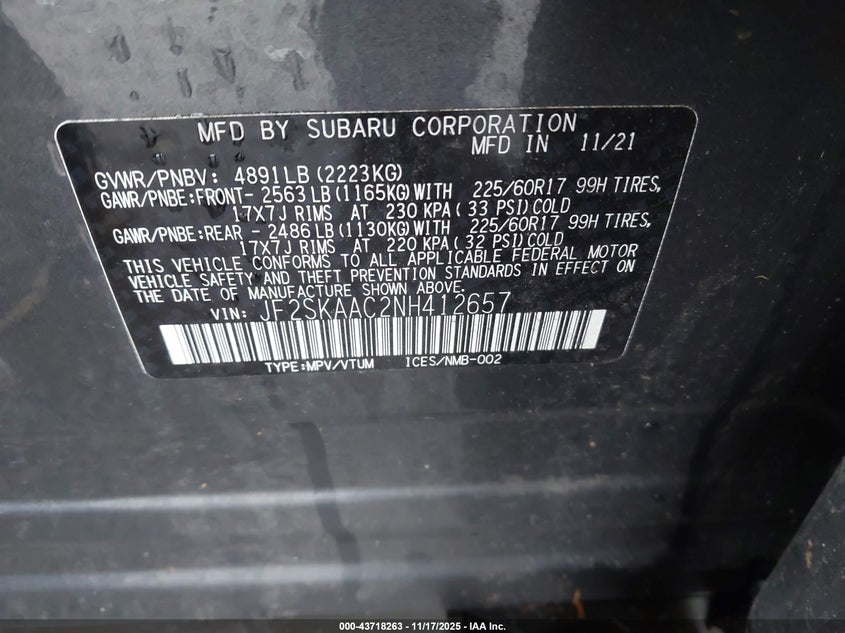 MFD BY SUBARU CORPORATION
MFD IN 11/21
GVWR/PNBV: 4891LB (2223KG)
GAWR/PNBE:FRONT- 2563LB (1165KG)WITH 225/60R17 99H TIRES,
17X7J RIMS AT 230 KPA( 33 PSI)COLD
GAWR/PNBE:REAR - 2486LB (1130KG)WITH 225/60R17 99H TIRES,
17X7J RIMS AT 220 KPA( 32 PSI)COLD
THIS VEHICLE CONFORMS TO ALL APPLICABLE FEDERAL MOTOR
VEHICLE SAFETY AND THEFT PREVENTION STANDARDS IN EFFECT ON
THE DATE OF MANUFACTURE SHOWN ABOVE.
VIN: JF2SKAAC2NH412657
TYPE:MPV/VTUM ICES/NMB-002
000-43718263 - 11/17/2025 - IAA Inc.